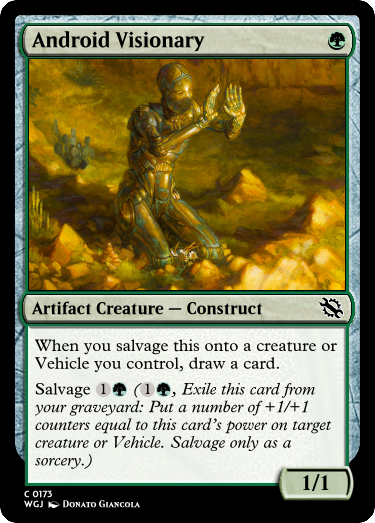 Android Visionary
Artifact Creature — Construct
When you salvage this onto a creature or
Vehicle you control, draw a card.
Salvage 1 (1, Exile this card from
your graveyard: Put a number of +1/+1
counters equal to this card's power on target
creature or Vehicle. Salvage only as a
sorcery.)
1/1
C 0173
WGJ Donato Giancola